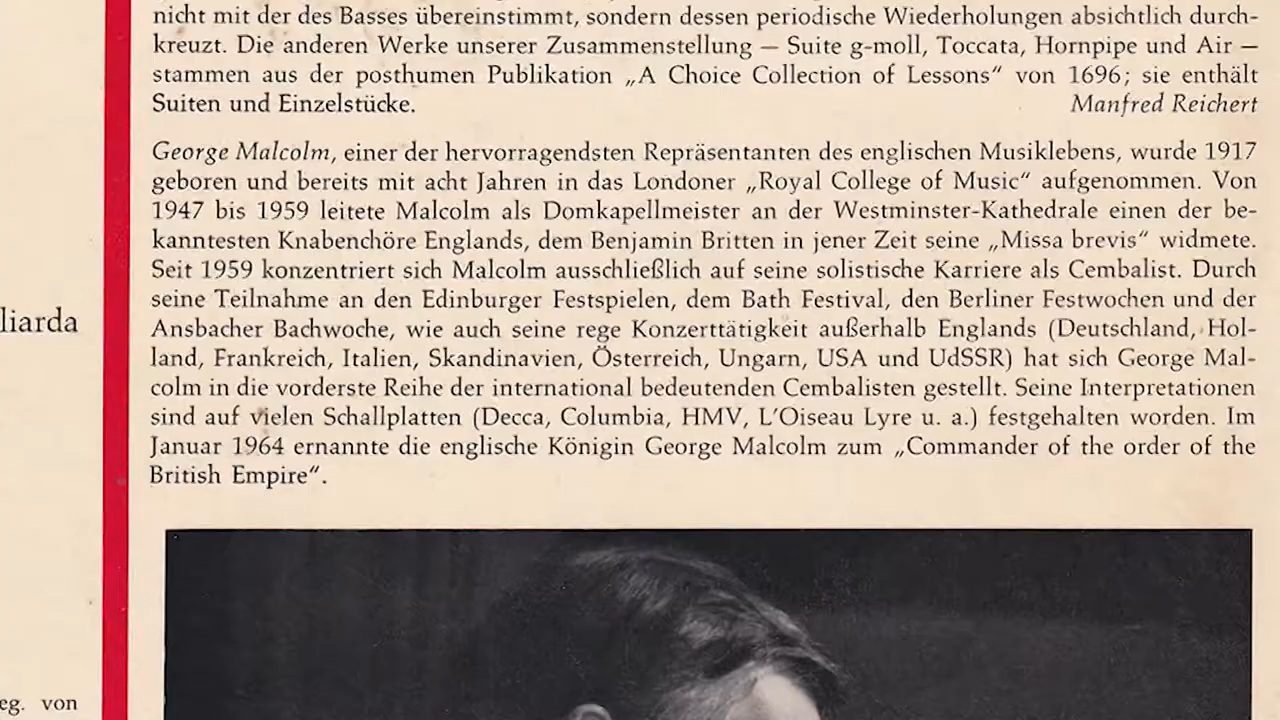 nicht mit der des Basses übereinstimmt, sondern dessen periodische Wiederholungen absichtlich durch-
kreuzt. Die anderen Werke unserer Zusammenstellung — Suite g-moll, Toccata, Hornpipe und Air —
stammen aus der posthumen Publikation „A Choice Collection of Lessons“ von 1696; sie enthält
Suiten und Einzelstücke.
Manfred Reichert
George Malcolm, einer der hervorragendsten Repräsentanten des englischen Musiklebens, wurde 1917
geboren und bereits mit acht Jahren in das Londoner „Royal College of Music“ aufgenommen. Von
1947 bis 1959 leitete Malcolm als Domkapellmeister an der Westminster-Kathedrale einen der be-
kanntesten Knabenchöre Englands, dem Benjamin Britten in jener Zeit seine „Missa brevis“ widmete.
Seit 1959 konzentriert sich Malcolm ausschließlich auf seine solistische Karriere als Cembalist. Durch
seine Teilnahme an den Edinburger Festspielen, dem Bath Festival, den Berliner Festwochen und der
Ansbacher Bachwoche, wie auch seine rege Konzerttätigkeit außerhalb Englands (Deutschland, Hol-
land, Frankreich, Italien, Skandinavien, Österreich, Ungarn, USA und UdSSR) hat sich George Mal-
colm in die vorderste Reihe der international bedeutenden Cembalisten gestellt. Seine Interpretationen
sind auf vielen Schallplatten (Decca, Columbia, HMV, L'Oiseau Lyre u. a.) festgehalten worden. Im
Januar 1964 ernannte die englische Königin George Malcolm zum „Commander of the order of the
British Empire“.
liarda
eg. von